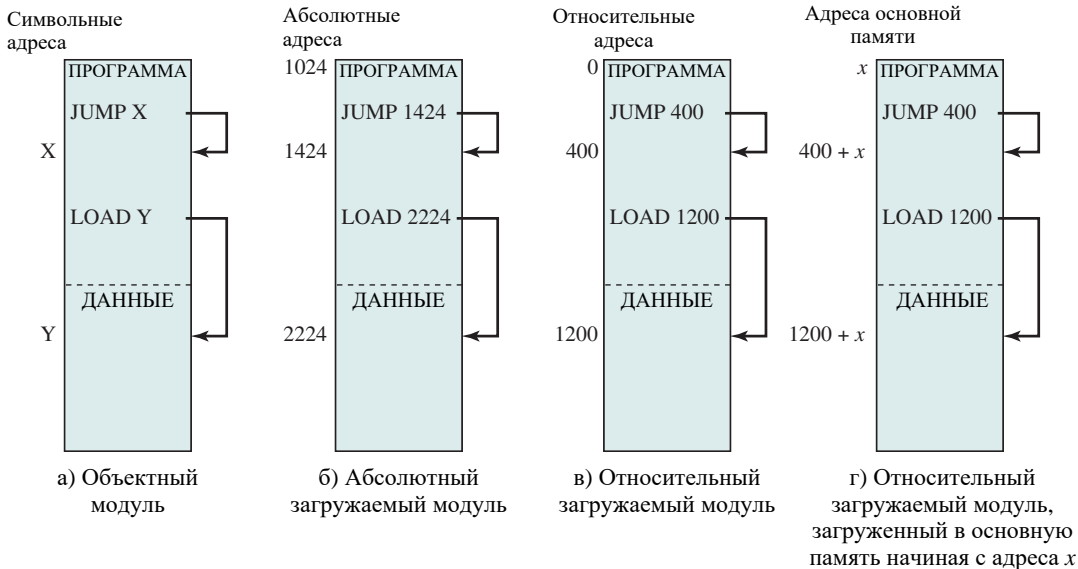 Символьные
адреса
ПРОГРАММА
JUMP X
X
LOAD Y
ДАННЫЕ
Y
а) Объектный
модуль
Абсолютные
адреса
1024
ПРОГРАММА
JUMP 1424
1424
LOAD 2224
ДАННЫЕ
2224
б) Абсолютный
загружаемый модуль
Относительные
адреса
0
ПРОГРАММА
JUMP 400
400
LOAD 1200
ДАННЫЕ
1200
в) Относительный
загружаемый модуль
Адреса основной
памяти
x
ПРОГРАММА
JUMP 400
400 + x
LOAD 1200
ДАННЫЕ
1200 + x
г) Относительный
загружаемый модуль,
загруженный в основную
память начиная с адреса x